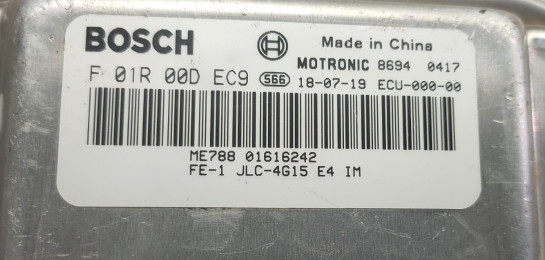 BOSCH Made in China
MOTRONIC 8694 0417
F 01R 00D EC9 566 18-07-19 ECU-000-00
ME788 01616242
FE-1 JLC-4G15 E4 IM